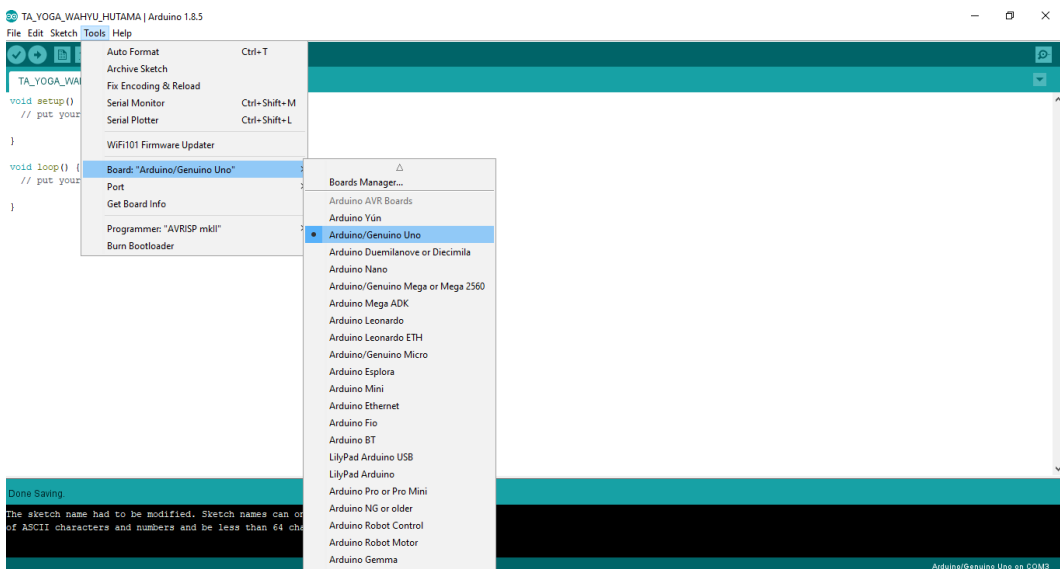 TA_YOGA_WAHYU_HUTAMA | Arduino 1.8.5
File Edit Sketch Tools Help
TA_YOGA_WA
void setup()
// put your
}
void loop() {
// put your
}
Auto Format Ctrl+T
Archive Sketch
Fix Encoding & Reload
Serial Monitor Ctrl+Shift+M
Serial Plotter Ctrl+Shift+L
WiFi101 Firmware Updater
Board: "Arduino/Genuino Uno"
Port
Get Board Info
Programmer: "AVRISP mkII"
Burn Bootloader
Boards Manager...
Arduino AVR Boards
Arduino Yún
Arduino/Genuino Uno
Arduino Duemilanove or Diecimila
Arduino Nano
Arduino/Genuino Mega or Mega 2560
Arduino Mega ADK
Arduino Leonardo
Arduino Leonardo ETH
Arduino/Genuino Micro
Arduino Esplora
Arduino Mini
Arduino Ethernet
Arduino Fio
Arduino BT
LilyPad Arduino USB
LilyPad Arduino
Arduino Pro or Pro Mini
Arduino NG or older
Arduino Robot Control
Arduino Robot Motor
Arduino Gemma
Done Saving.
The sketch name had to be modified. Sketch names can o
of ASCII characters and numbers and be less than 64 cha
Arduino/Genuino Uno on COM3